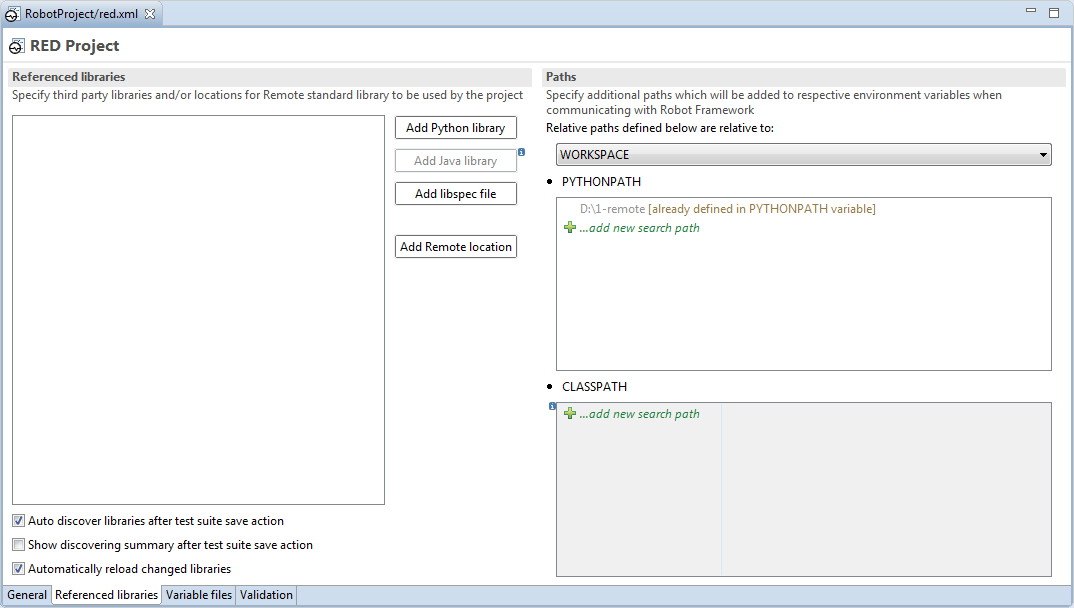 RobotProject/red.xml
RED Project
Referenced libraries
Specify third party libraries and/or locations for Remote standard library to be used by the project
Add Python library
Add Java library
Add libspec file
Add Remote location
Auto discover libraries after test suite save action
Show discovering summary after test suite save action
Automatically reload changed libraries
Paths
Specify additional paths which will be added to respective environment variables when
communicating with Robot Framework
Relative paths defined below are relative to:
WORKSPACE
PYTHONPATH
D:\1-remote [already defined in PYTHONPATH variable]
...add new search path
CLASSPATH
...add new search path
General Referenced libraries Variable files Validation